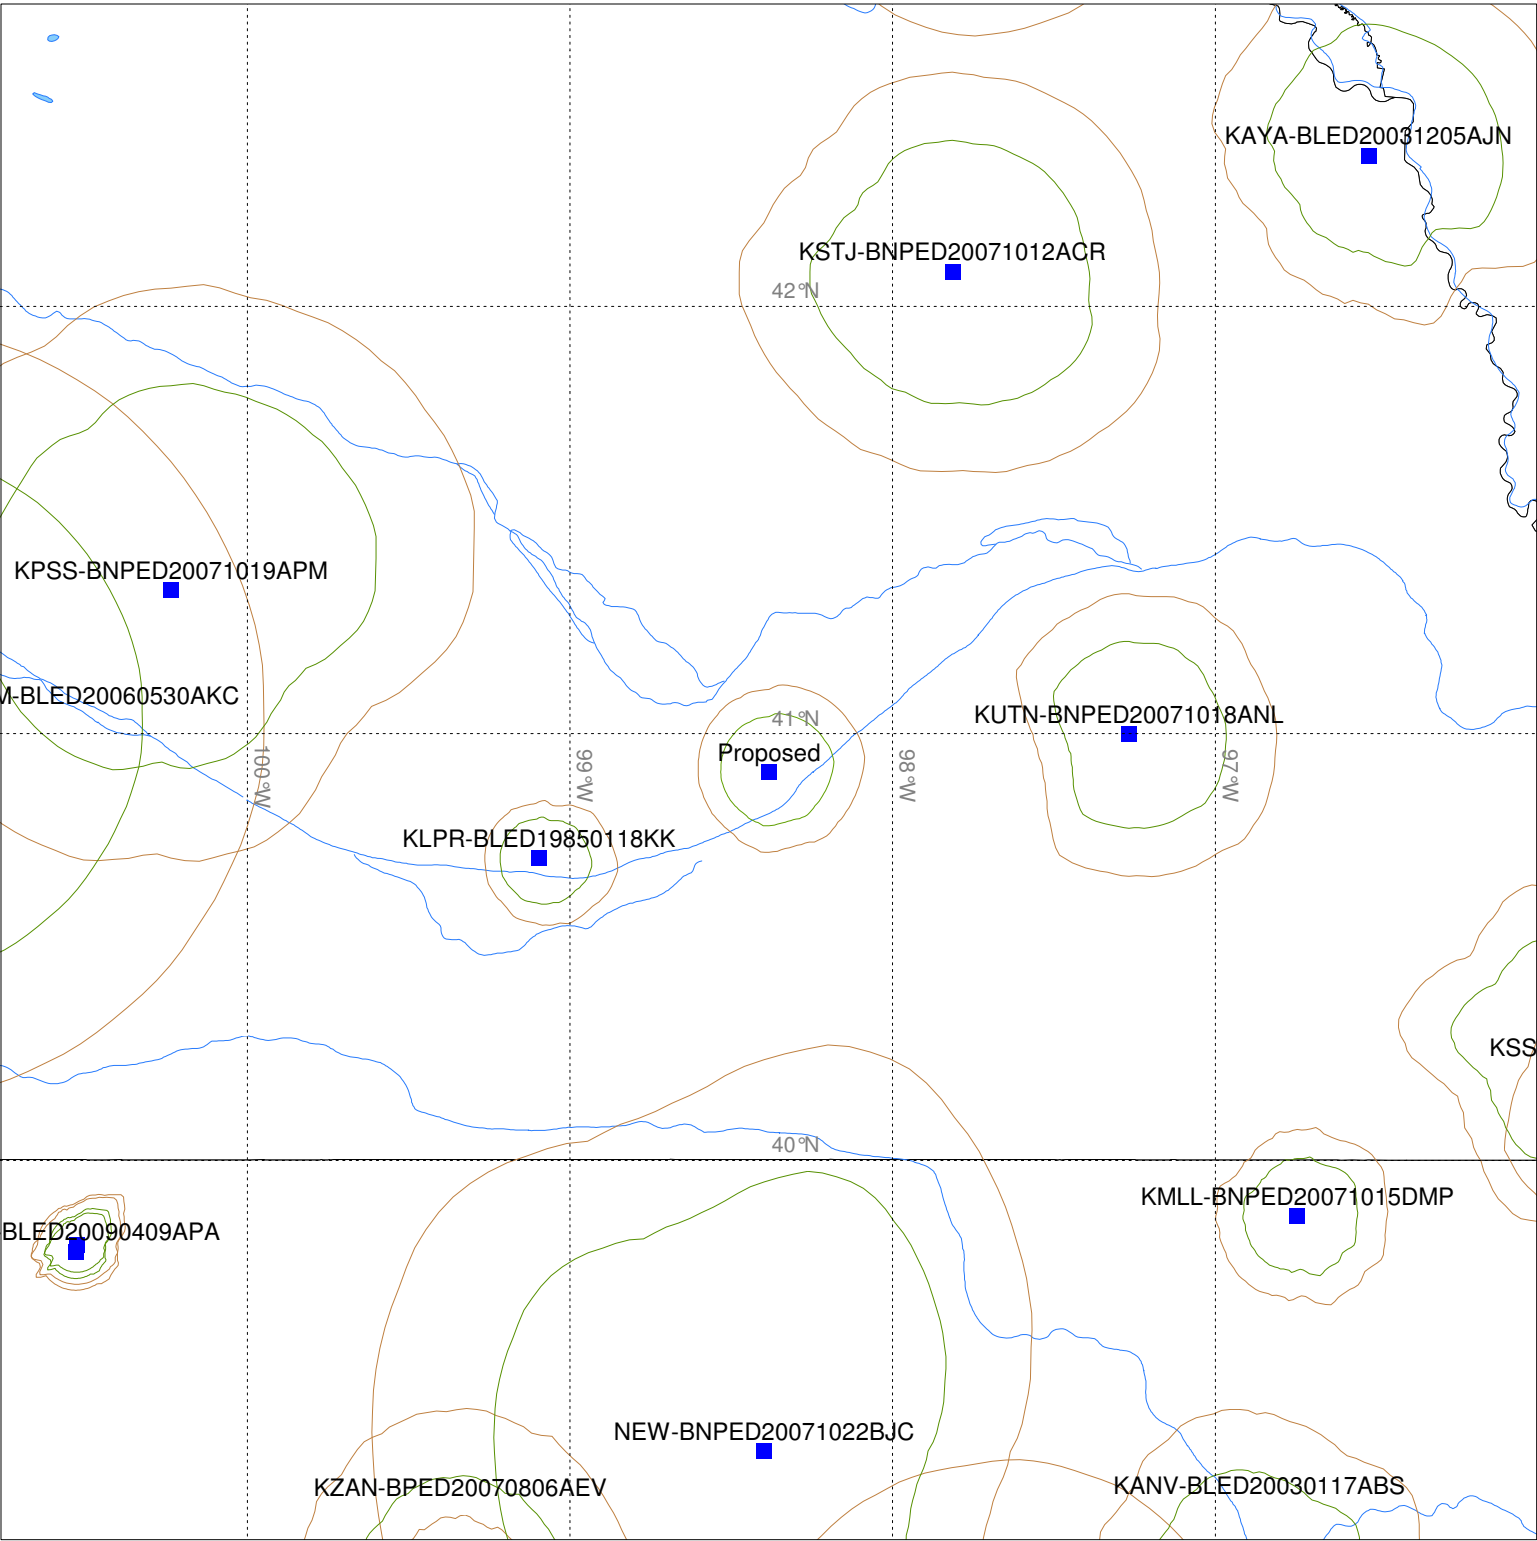 KAYA-BLED20031205AJN
KSTJ-BNPED20071012ACR
42°N
KPSS-BNPED20071019APM
M-BLED20060530AKC
41°N
KUTN-BNPED20071018ANL
Proposed
100°W
99°W
98°W
97°W
KLPR-BLED19850118KK
KSS
40°N
KMLL-BNPED20071015DMP
-BLED20090409APA
NEW-BNPED20071022BJC
KZAN-BPED20070806AEV
KANV-BLED20030117ABS